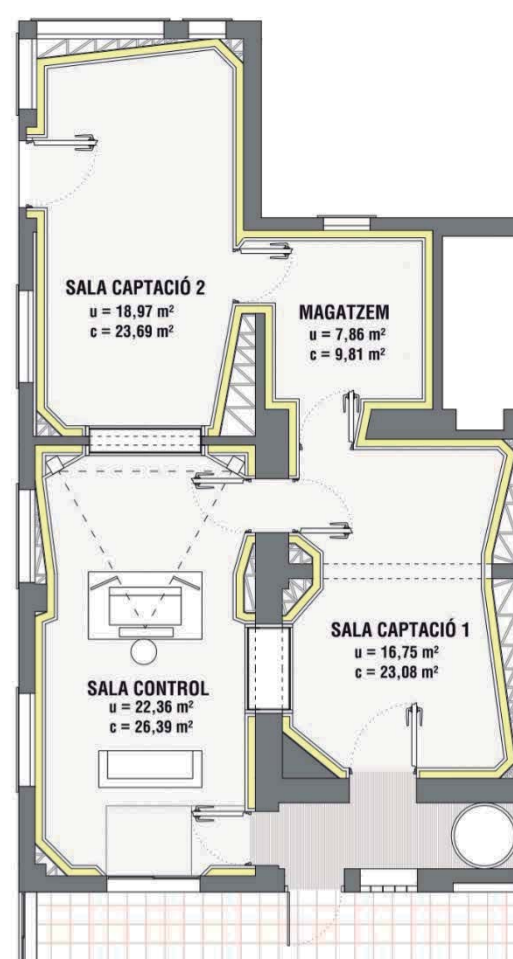 SALA CAPTACIÓ 2
u = 18,97 m²
c = 23,69 m²
MAGATZEM
u = 7,86 m²
c = 9,81 m²
SALA CAPTACIÓ 1
u = 16,75 m²
c = 23,08 m²
SALA CONTROL
u = 22,36 m²
c = 26,39 m²